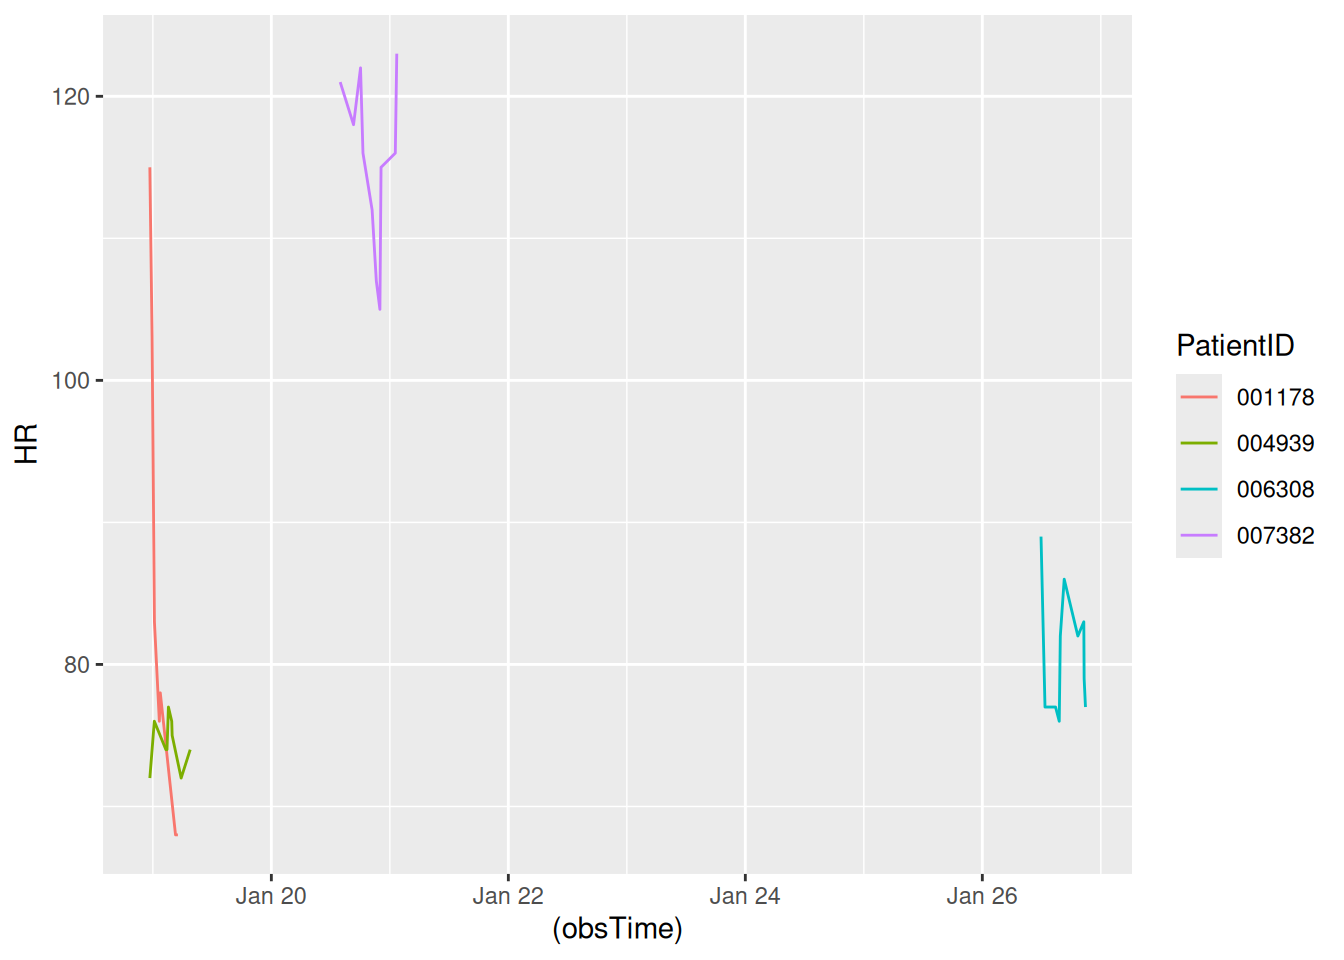 120
100
80
HR
Jan 20
Jan 22
Jan 24
Jan 26
(obsTime)
PatientID
001178
004939
006308
007382